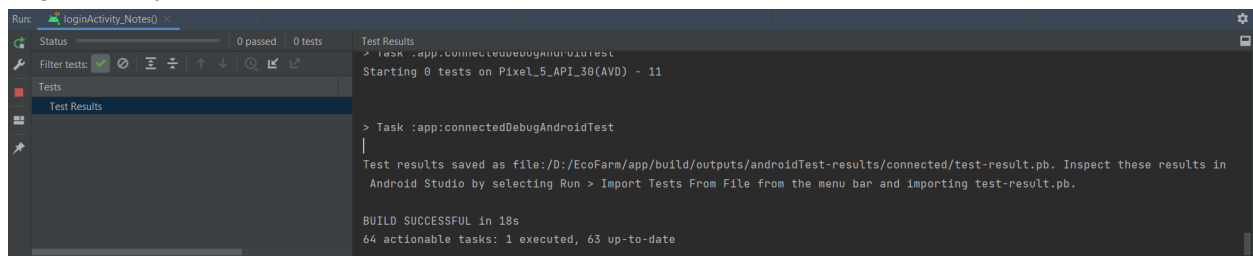 Run: loginActivity_Notes() ×
Status 0 passed 0 tests
Filter tests:
Tests
Test Results
Test Results
> Task :app:connectedDebugAndroidTest
Starting 0 tests on Pixel_5_API_30(AVD) - 11
> Task :app:connectedDebugAndroidTest
Test results saved as file:/D:/EcoFarm/app/build/outputs/androidTest-results/connected/test-result.pb. Inspect these results in
Android Studio by selecting Run > Import Tests From File from the menu bar and importing test-result.pb.
BUILD SUCCESSFUL in 18s
64 actionable tasks: 1 executed, 63 up-to-date